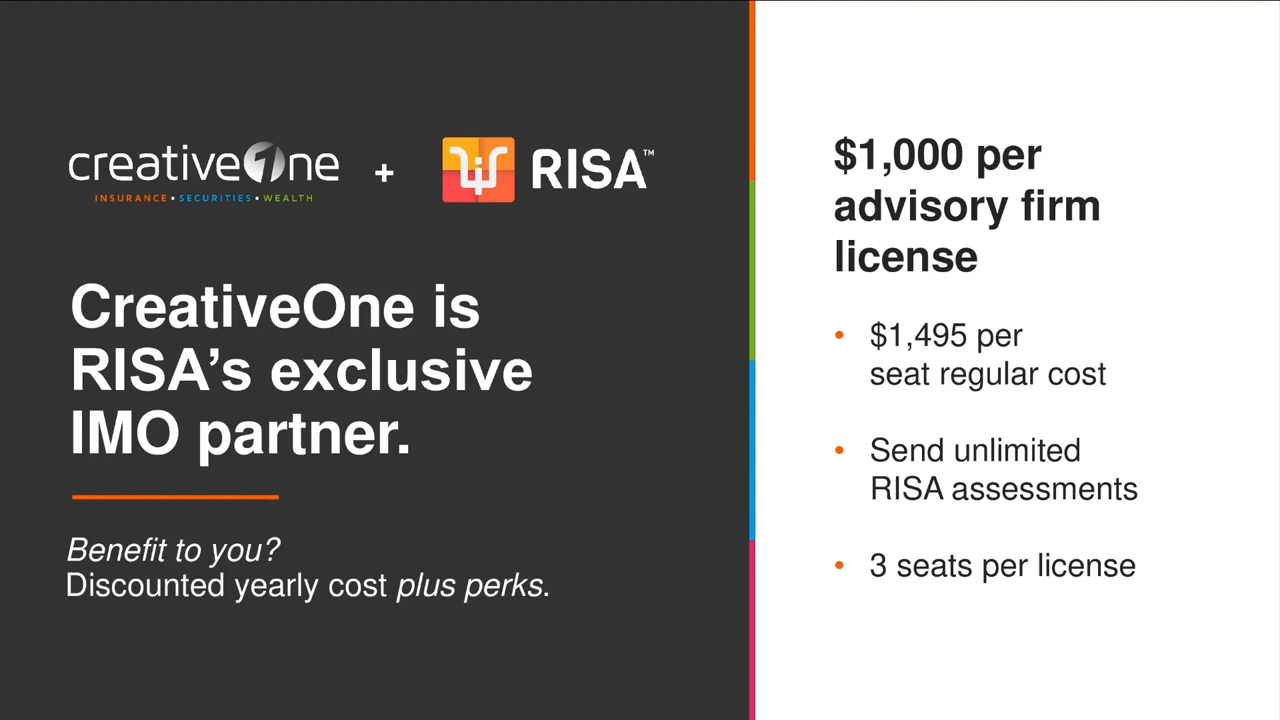 creativeOne + RISA™
INSURANCE • SECURITIES • WEALTH
CreativeOne is
RISA’s exclusive
IMO partner.
Benefit to you?
Discounted yearly cost plus perks.
$1,000 per
advisory firm
license
• $1,495 per
seat regular cost
• Send unlimited
RISA assessments
• 3 seats per license